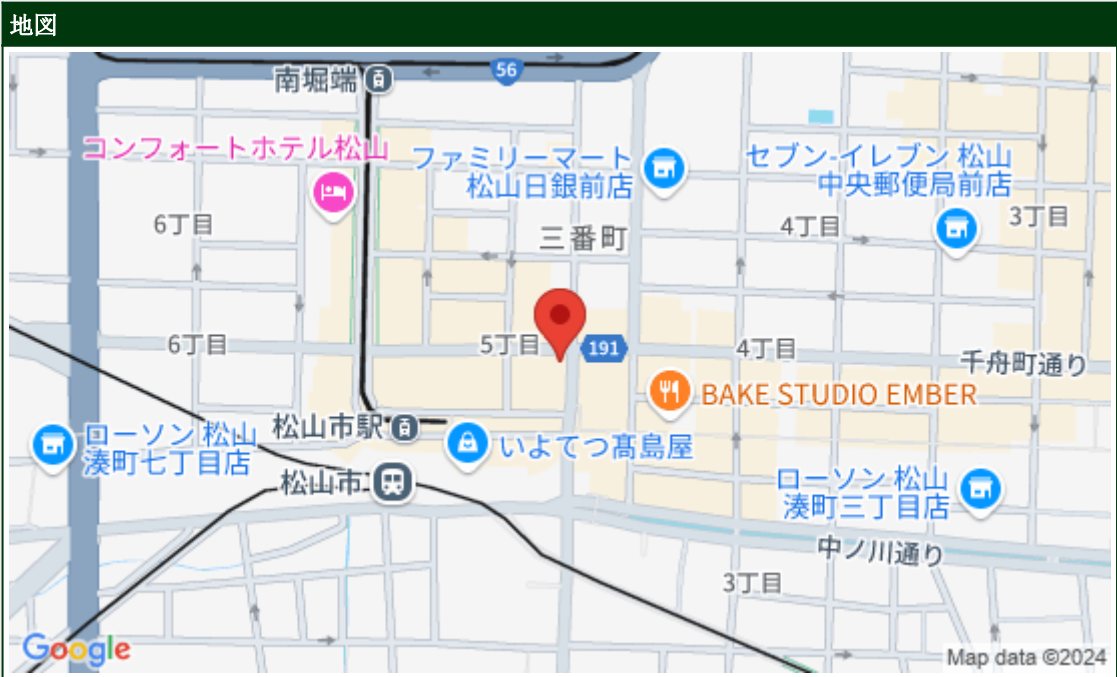 地図
南堀端
56
コンフォートホテル松山
ファミリーマート
松山日銀前店
セブン-イレブン 松山
中央郵便局前店
6丁目
三番町
4丁目
3丁目
6丁目
5丁目
191
4丁目
千舟町通り
BAKE STUDIO EMBER
ローソン 松山
湊町七丁目店
松山市駅
いよてつ髙島屋
松山市
ローソン 松山
湊町三丁目店
中ノ川通り
3丁目
Google
Map data ©2024